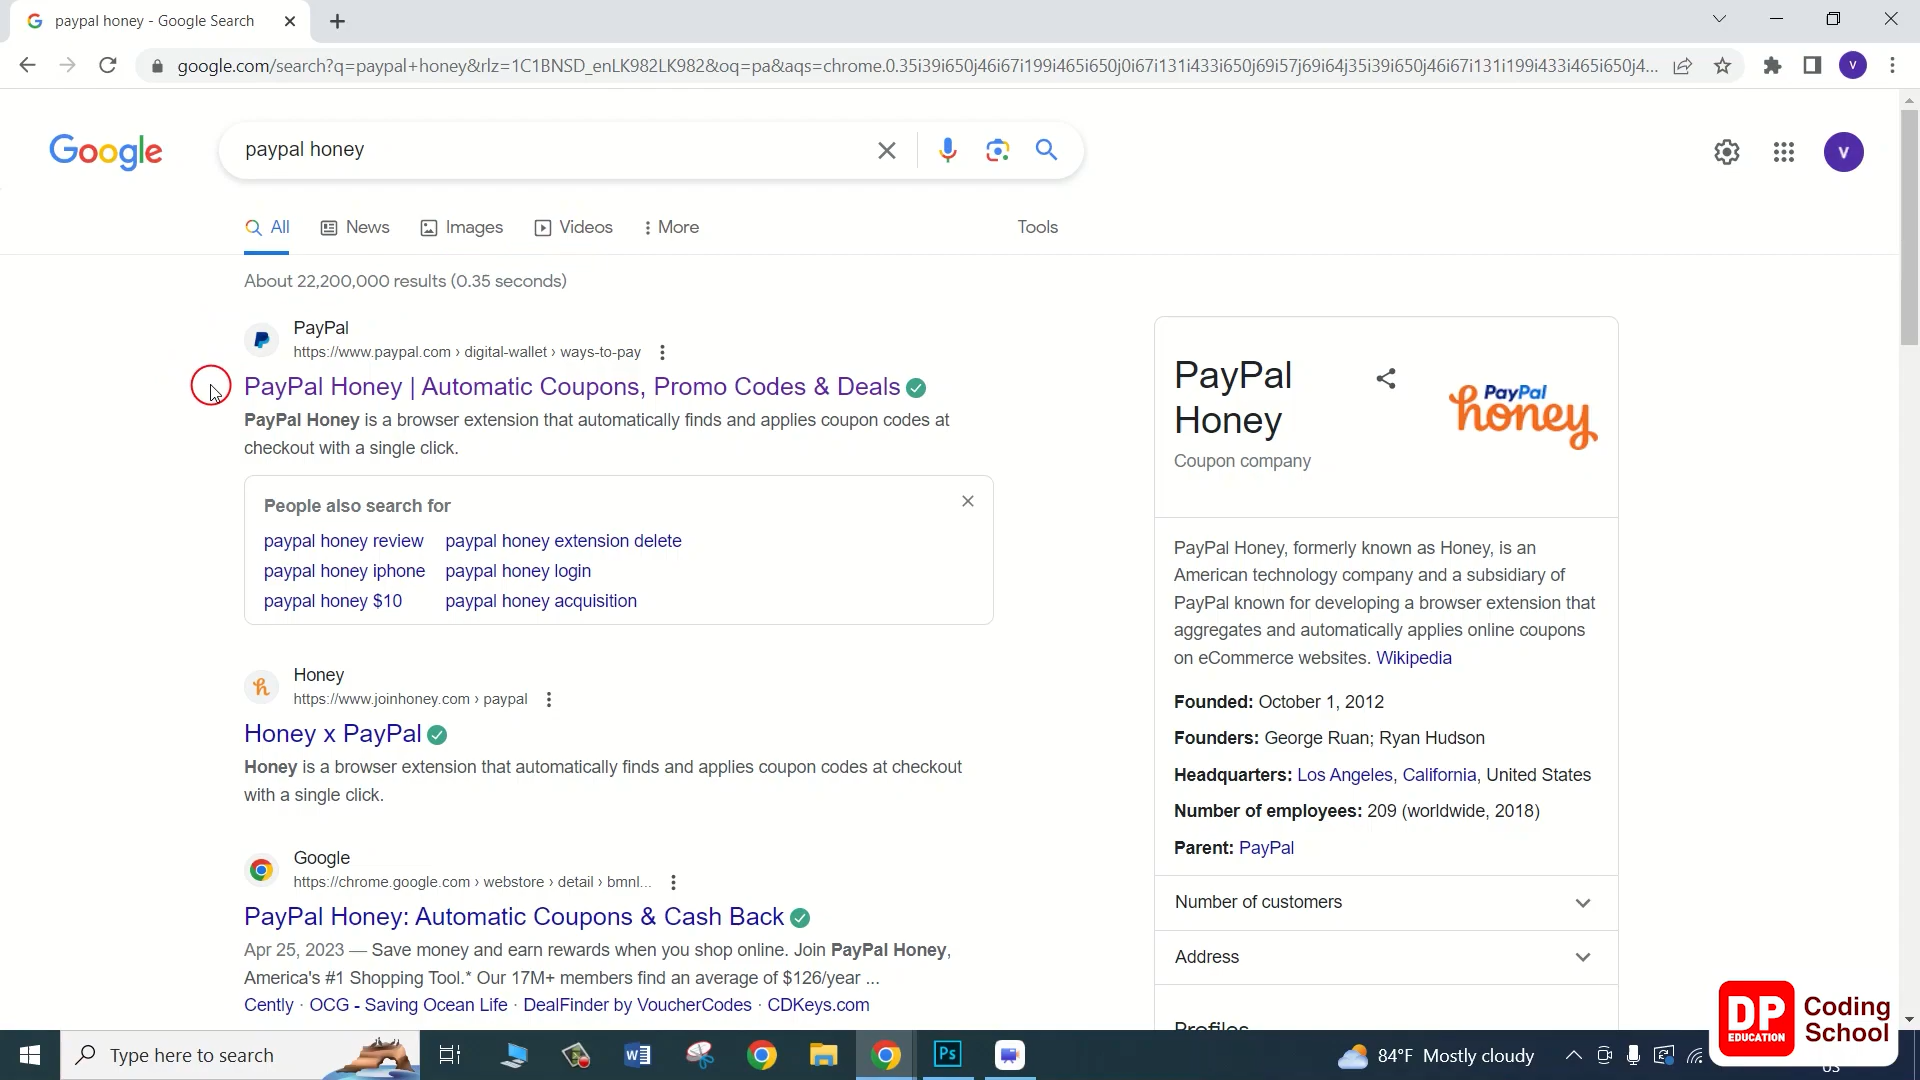 paypal honey - Google Search
google.com/search?q=paypal+honey&rlz=1C1BNSD_enLK982LK982&oq=pa&aqs=chrome.0.35i39i650j46i67i199i465i650j0i67i131i433i650j69i57j69i64j35i39i650j46i67i131i199i433i465i650j4...
V
Google
paypal honey
V
All
News
Images
Videos
More
Tools
About 22,200,000 results (0.35 seconds)
PayPal
https://www.paypal.com › digital-wallet › ways-to-pay
PayPal Honey | Automatic Coupons, Promo Codes & Deals
PayPal Honey is a browser extension that automatically finds and applies coupon codes at
checkout with a single click.
People also search for
paypal honey review
paypal honey extension delete
paypal honey iphone
paypal honey login
paypal honey $10
paypal honey acquisition
Honey
https://www.joinhoney.com › paypal
Honey x PayPal
Honey is a browser extension that automatically finds and applies coupon codes at checkout
with a single click.
Google
https://chrome.google.com › webstore › detail › bmnl...
PayPal Honey: Automatic Coupons & Cash Back
Apr 25, 2023 — Save money and earn rewards when you shop online. Join PayPal Honey,
America's #1 Shopping Tool.* Our 17M+ members find an average of $126/year ...
Cently · OCG - Saving Ocean Life · DealFinder by VoucherCodes · CDKeys.com
PayPal
Honey
Coupon company
PayPal
honey
PayPal Honey, formerly known as Honey, is an
American technology company and a subsidiary of
PayPal known for developing a browser extension that
aggregates and automatically applies online coupons
on eCommerce websites. Wikipedia
Founded: October 1, 2012
Founders: George Ruan; Ryan Hudson
Headquarters: Los Angeles, California, United States
Number of employees: 209 (worldwide, 2018)
Parent: PayPal
Number of customers
Address
Profiles
DP
EDUCATION
Coding
School
Type here to search
Ps
84°F Mostly cloudy